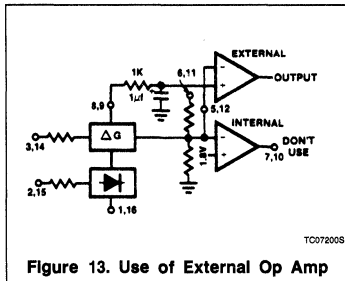 EXTERNAL
1K
6,11
OUTPUT
1µf
8,9
5,12
INTERNAL
ΔG
3,14
DON'T
USE
7,10
1.8V
2,15
1,16
TC07200S
Figure 13. Use of External Op Amp